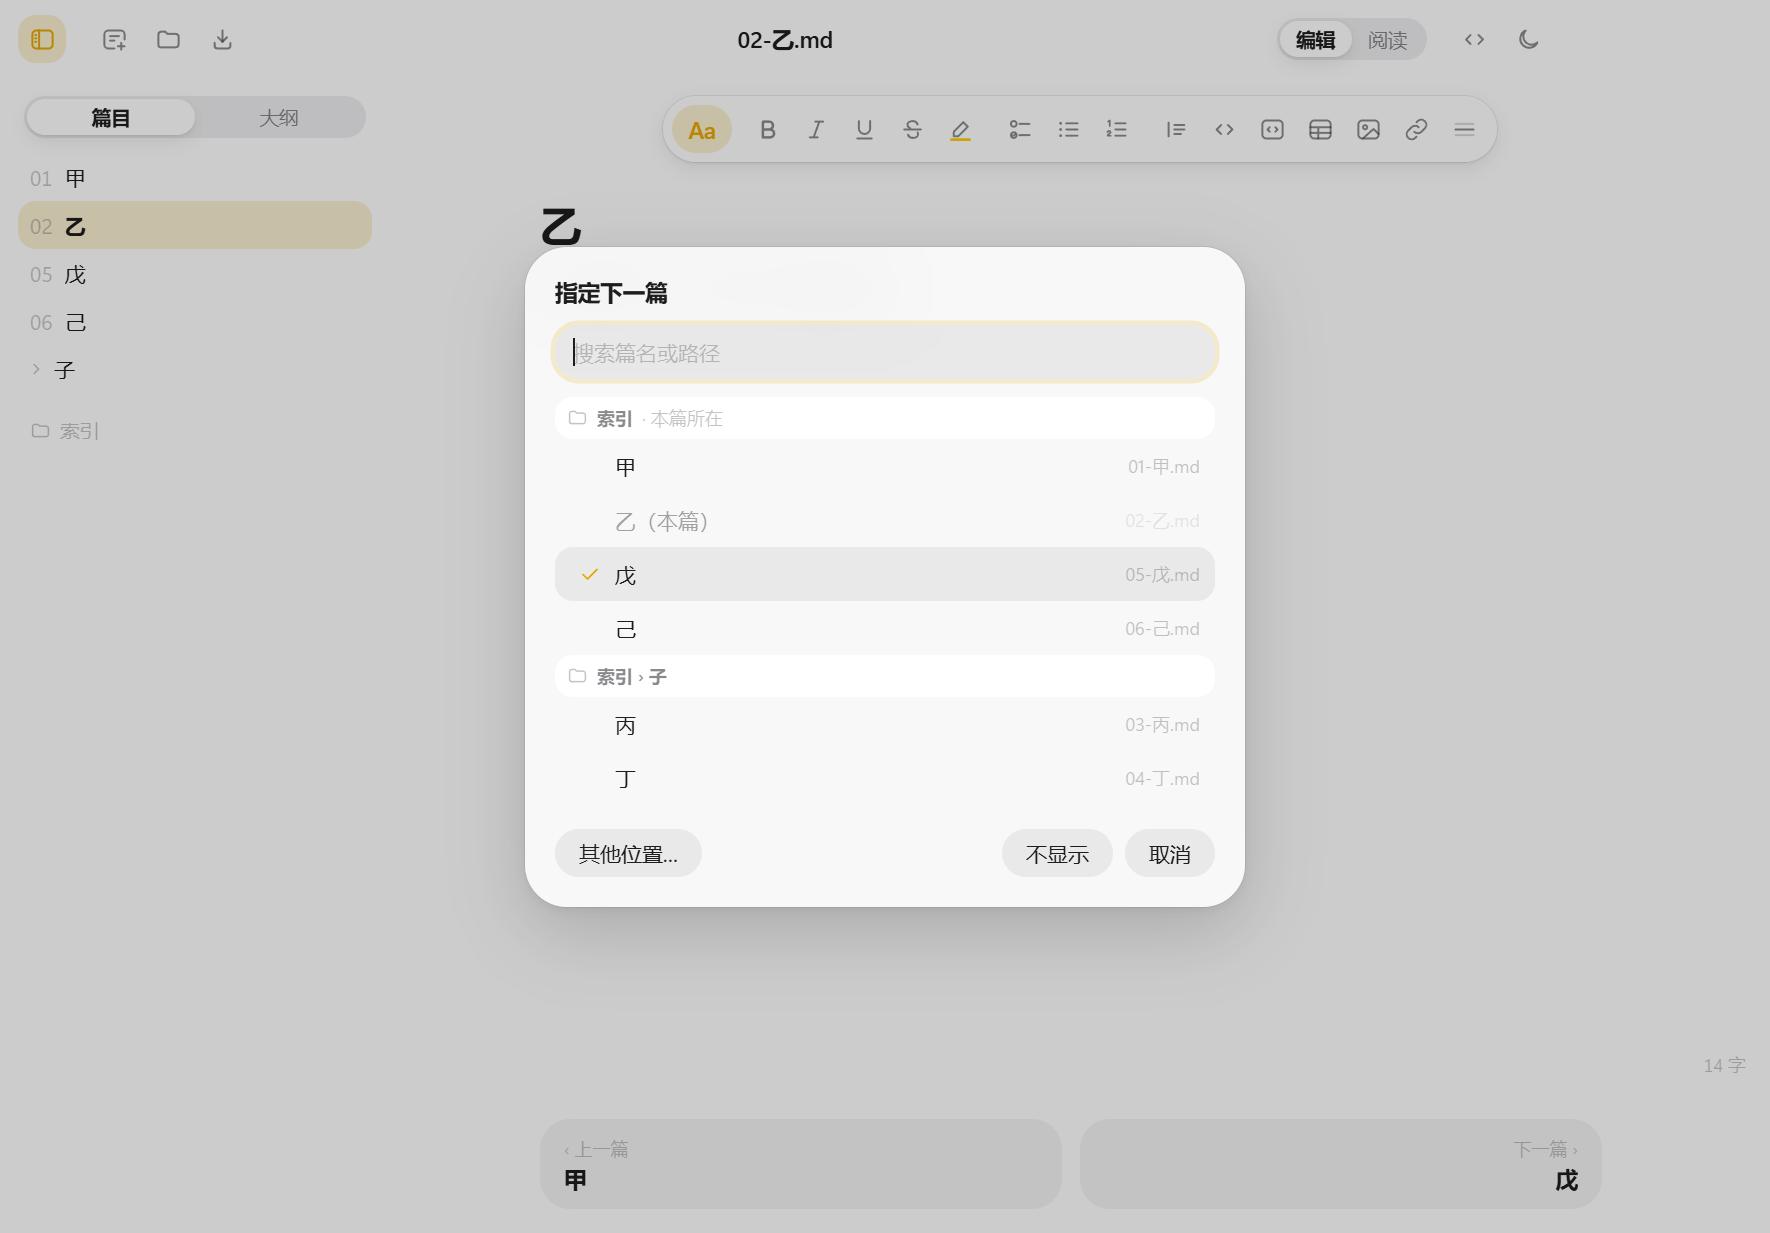 02-乙.md
编辑 阅读
篇目 大纲
Aa
01 甲
02 乙
05 戊
06 己
› 子
索引
乙
指定下一篇
搜索篇名或路径
索引 · 本篇所在
甲 01-甲.md
乙（本篇） 02-乙.md
戊 05-戊.md
己 06-己.md
索引 › 子
丙 03-丙.md
丁 04-丁.md
其他位置... 不显示 取消
14 字
‹ 上一篇
甲
下一篇 ›
戊